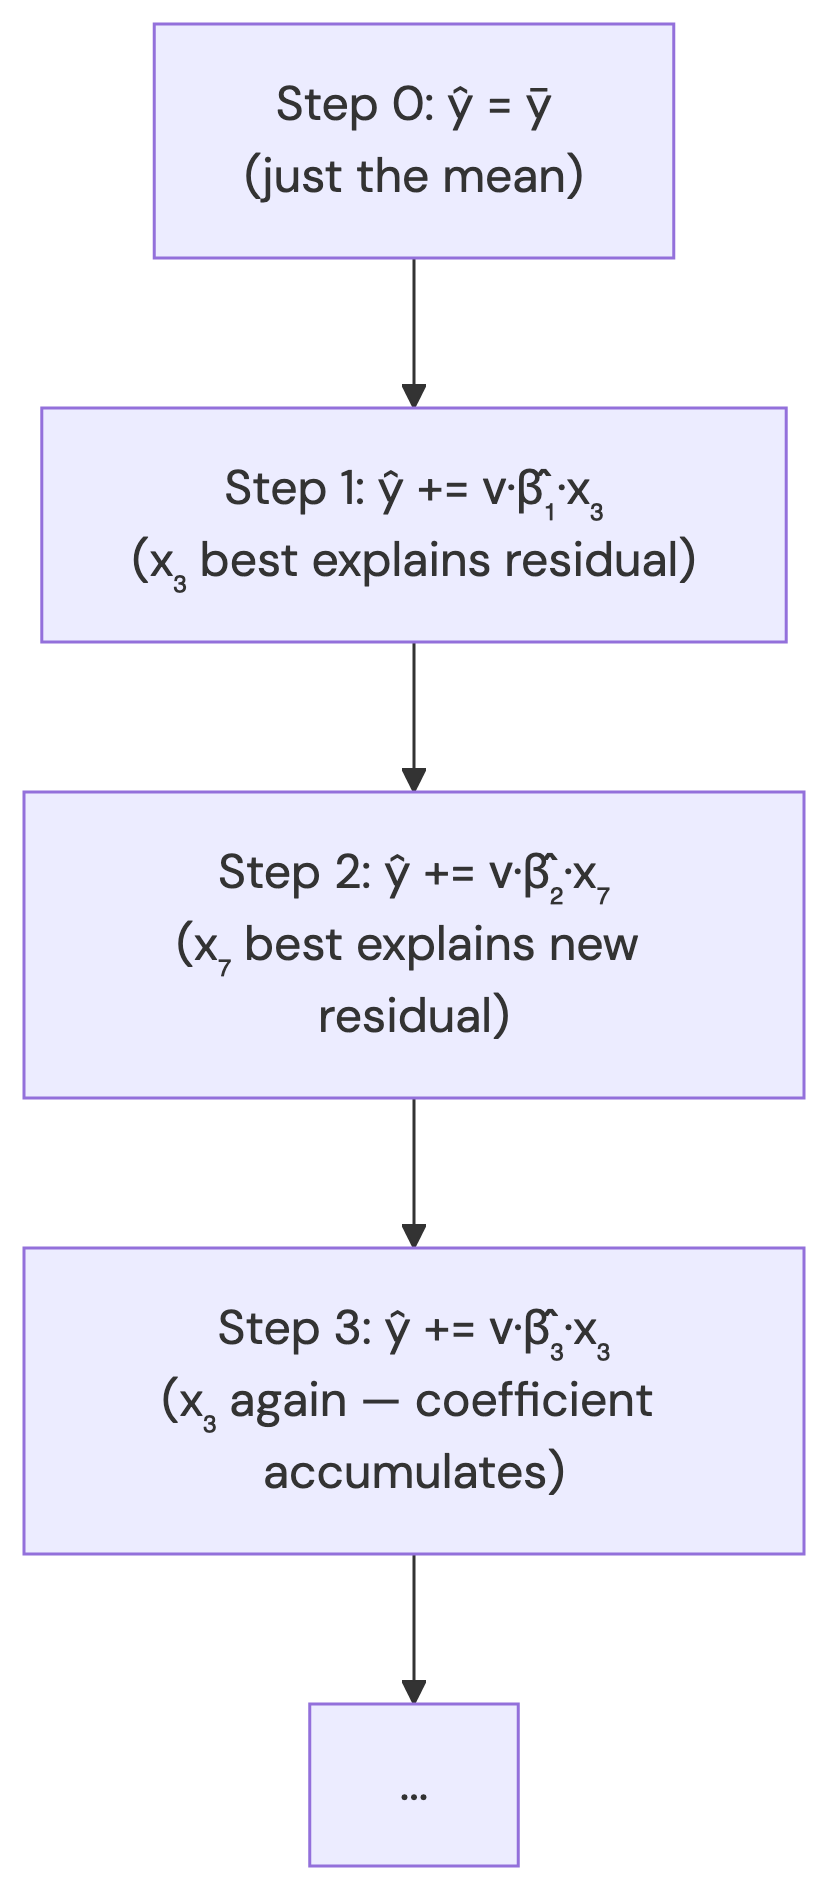 Step 0: ŷ = ȳ
(just the mean)
Step 1: ŷ += ν·β̂₁·x₃
(x₃ best explains residual)
Step 2: ŷ += ν·β̂₂·x₇
(x₇ best explains new
residual)
Step 3: ŷ += ν·β̂₃·x₃
(x₃ again — coefficient
accumulates)
...